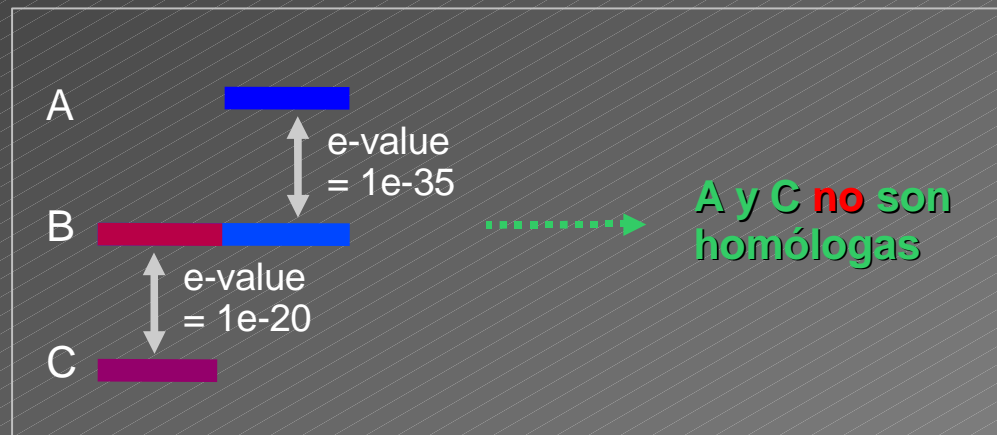 A
e-value
= 1e-35
B
A y C no son
homólogas
e-value
= 1e-20
C